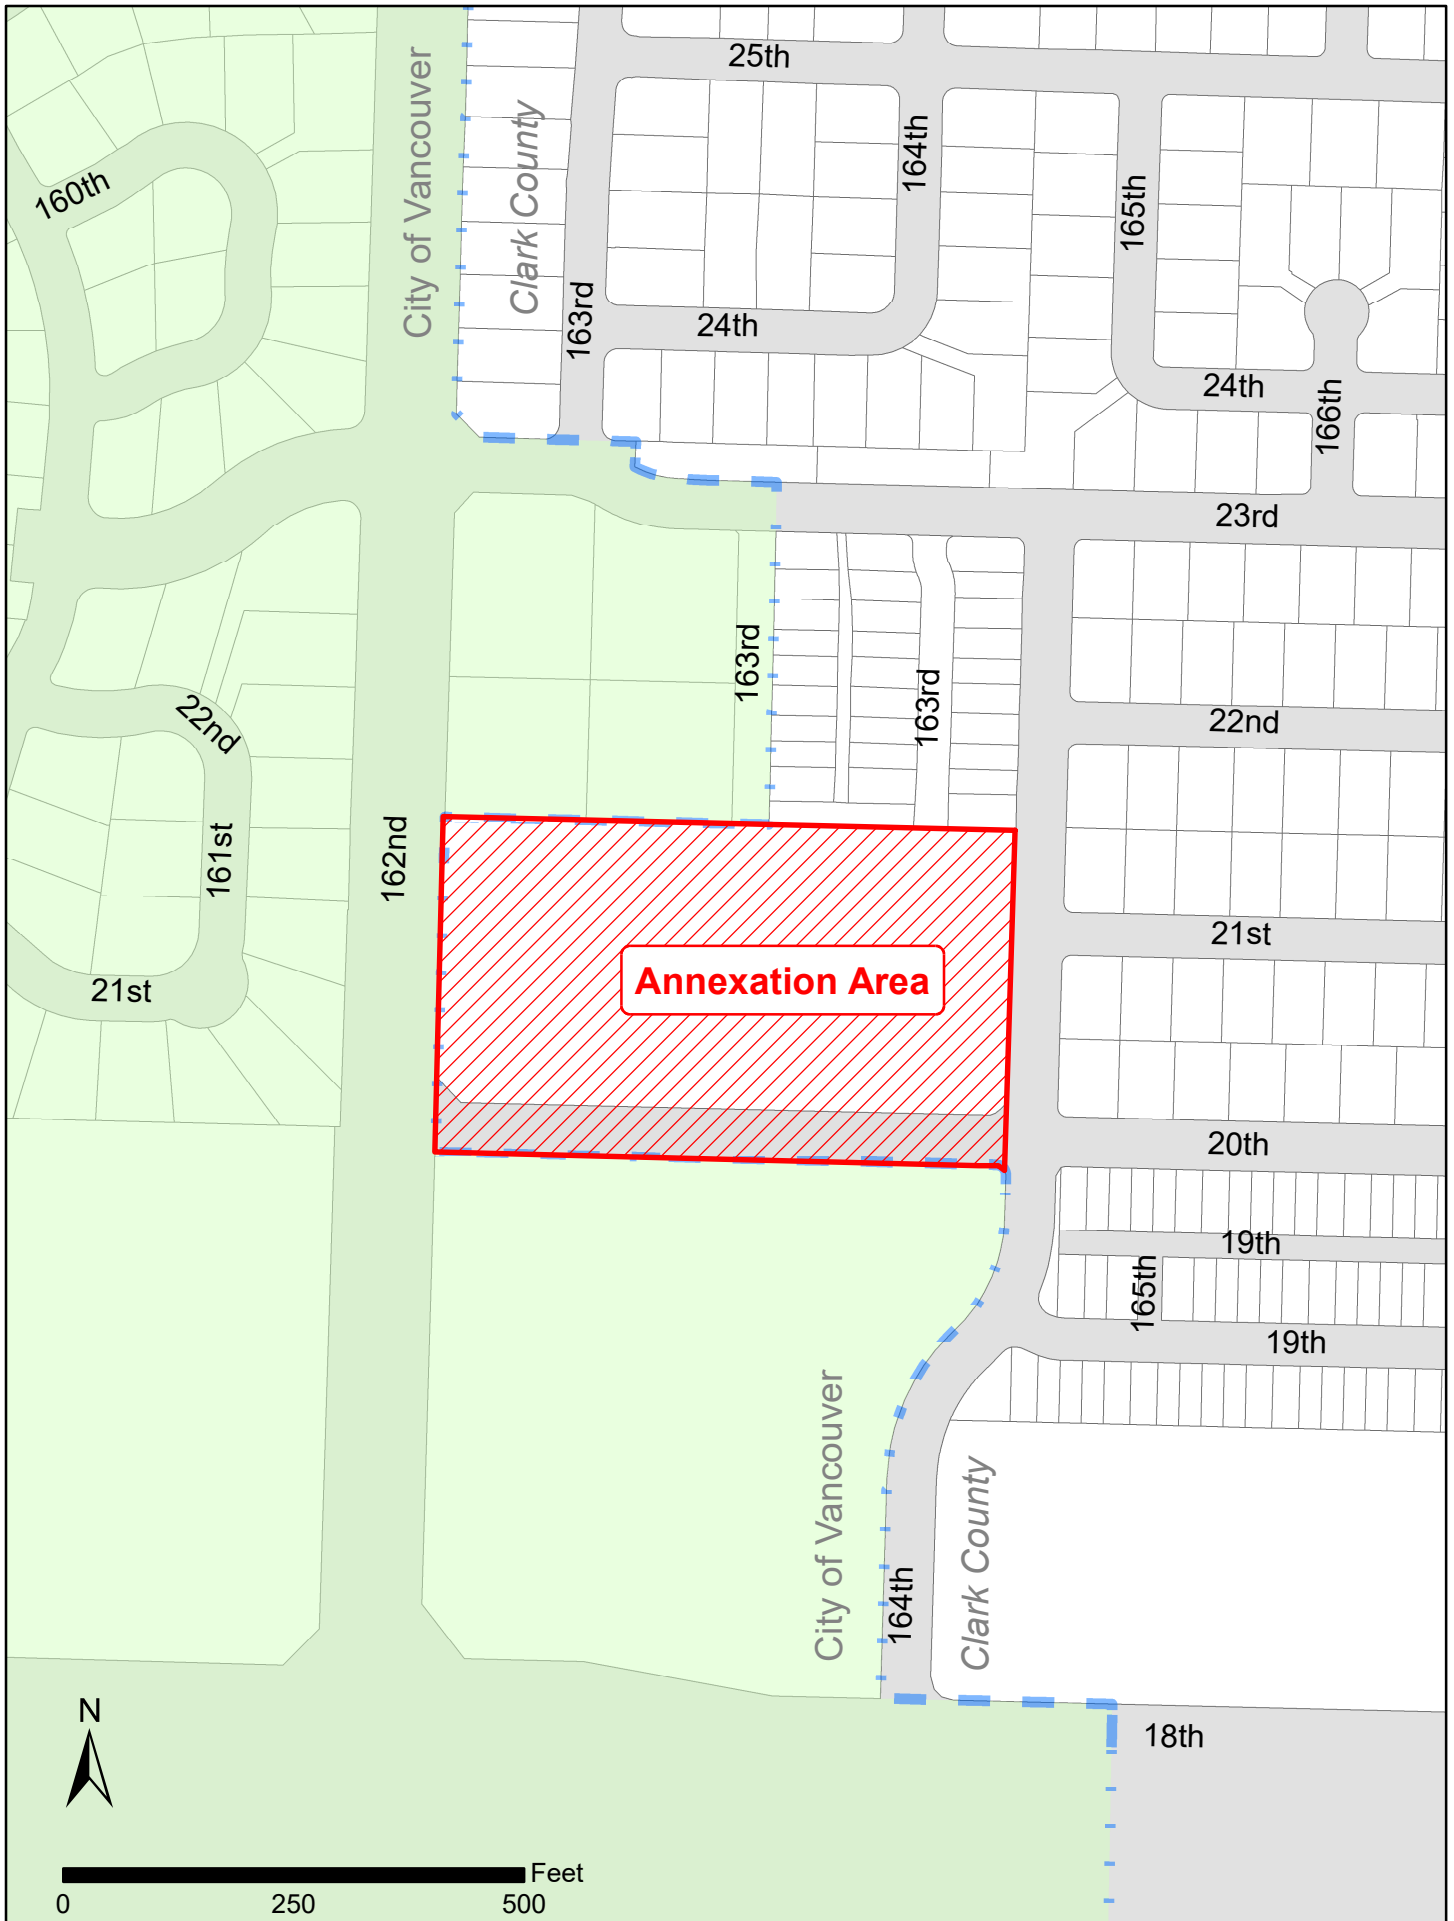 25th
City of Vancouver
Clark County
164th
160th
165th
163rd
24th
24th
166th
23rd
163rd
163rd
22nd
22nd
162nd
161st
21st
Annexation Area
21st
20th
19th
165th
19th
City of Vancouver
Clark County
164th
N
18th
Feet
0 250 500